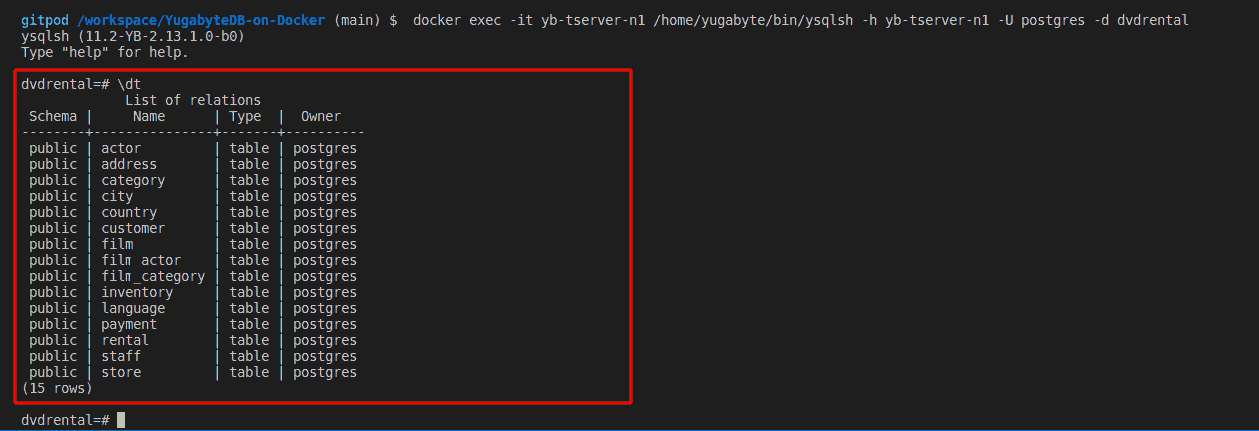 gitpod /workspace/YugabyteDB-on-Docker (main) $  docker exec -it yb-tserver-n1 /home/yugabyte/bin/ysqlsh -h yb-tserver-n1 -U postgres -d dvdrental
ysqlsh (11.2-YB-2.13.1.0-b0)
Type "help" for help.

dvdrental=# \dt
             List of relations
 Schema |     Name      | Type  |  Owner
--------+---------------+-------+----------
 public | actor         | table | postgres
 public | address       | table | postgres
 public | category      | table | postgres
 public | city          | table | postgres
 public | country       | table | postgres
 public | customer      | table | postgres
 public | film          | table | postgres
 public | film_actor    | table | postgres
 public | film_category | table | postgres
 public | inventory     | table | postgres
 public | language      | table | postgres
 public | payment       | table | postgres
 public | rental        | table | postgres
 public | staff         | table | postgres
 public | store         | table | postgres
(15 rows)

dvdrental=#